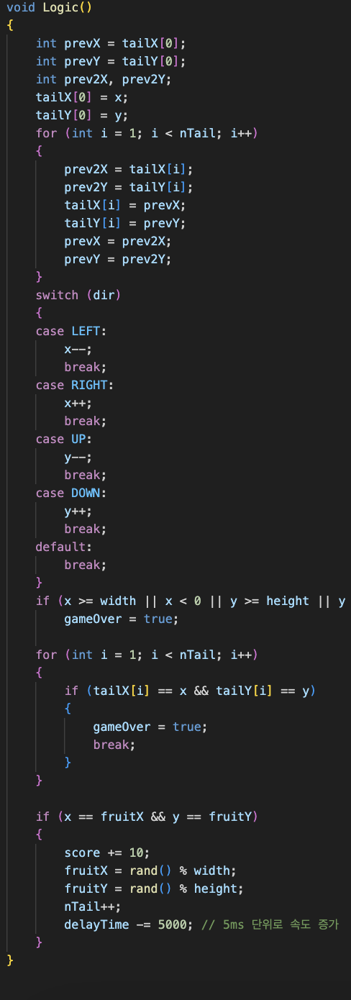 void Logic()
{
    int prevX = tailX[0];
    int prevY = tailY[0];
    int prev2X, prev2Y;
    tailX[0] = x;
    tailY[0] = y;
    for (int i = 1; i < nTail; i++)
    {
        prev2X = tailX[i];
        prev2Y = tailY[i];
        tailX[i] = prevX;
        tailY[i] = prevY;
        prevX = prev2X;
        prevY = prev2Y;
    }
    switch (dir)
    {
    case LEFT:
        x--;
        break;
    case RIGHT:
        x++;
        break;
    case UP:
        y--;
        break;
    case DOWN:
        y++;
        break;
    default:
        break;
    }
    if (x >= width || x < 0 || y >= height || y
        gameOver = true;
    for (int i = 1; i < nTail; i++)
    {
        if (tailX[i] == x && tailY[i] == y)
        {
            gameOver = true;
            break;
        }
    }
    if (x == fruitX && y == fruitY)
    {
        score += 10;
        fruitX = rand() % width;
        fruitY = rand() % height;
        nTail++;
        delayTime -= 5000; // 5ms 단위로 속도 증가
    }
}